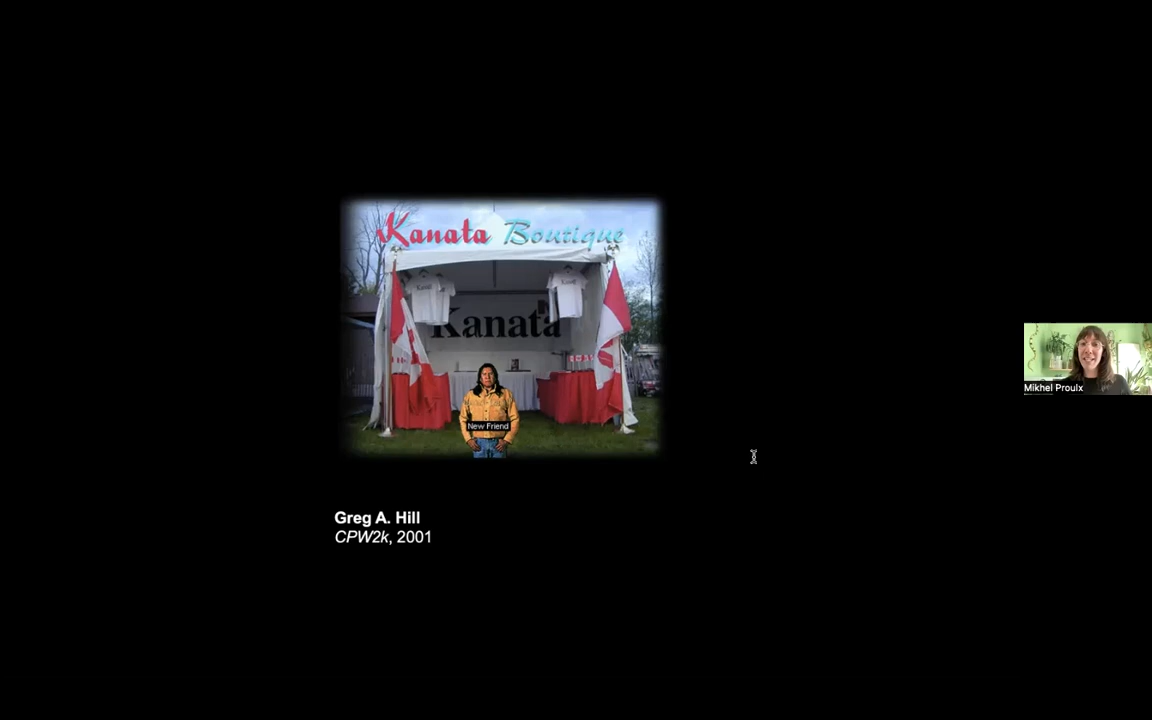 Kanata Boutique
Kanata
New Friend
Greg A. Hill
CPW2k, 2001
Mikhel Proulx